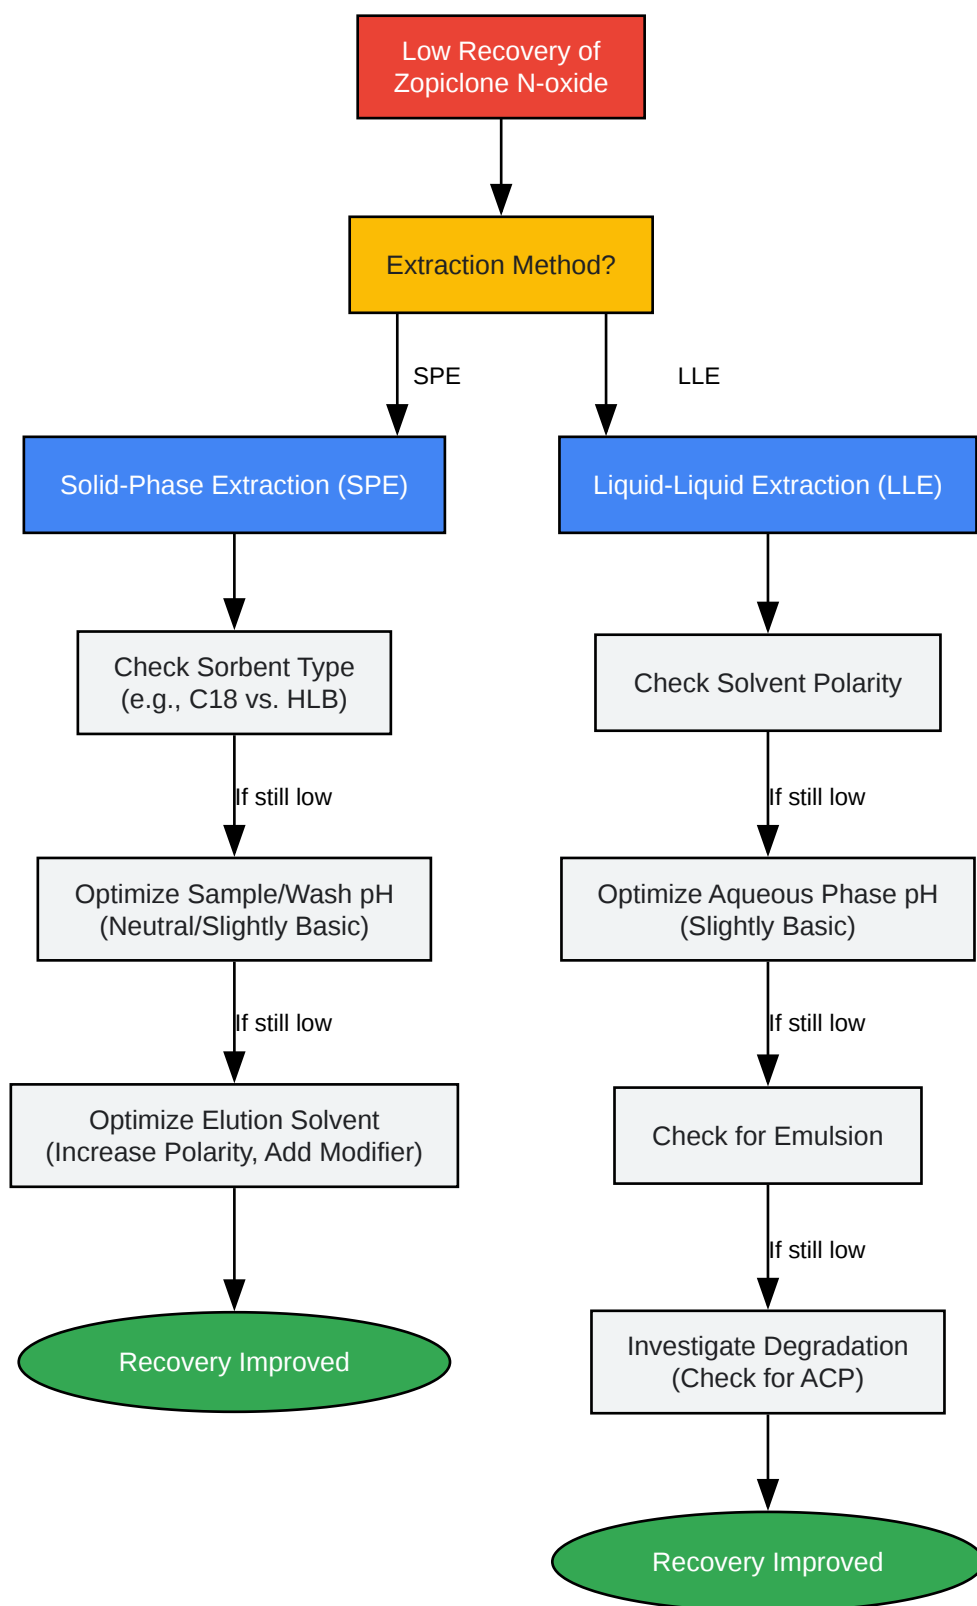 Low Recovery of
Zopiclone N-oxide
Extraction Method?
SPE
LLE
Solid-Phase Extraction (SPE)
Liquid-Liquid Extraction (LLE)
Check Sorbent Type
(e.g., C18 vs. HLB)
Check Solvent Polarity
If still low
If still low
Optimize Sample/Wash pH
(Neutral/Slightly Basic)
Optimize Aqueous Phase pH
(Slightly Basic)
If still low
If still low
Optimize Elution Solvent
(Increase Polarity, Add Modifier)
Check for Emulsion
If still low
Recovery Improved
Investigate Degradation
(Check for ACP)
Recovery Improved